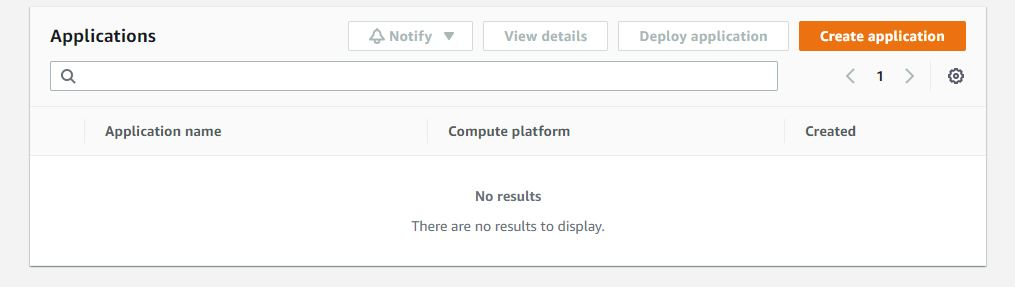 Applications Notify View details Deploy application Create application
1
Application name Compute platform Created
No results
There are no results to display.